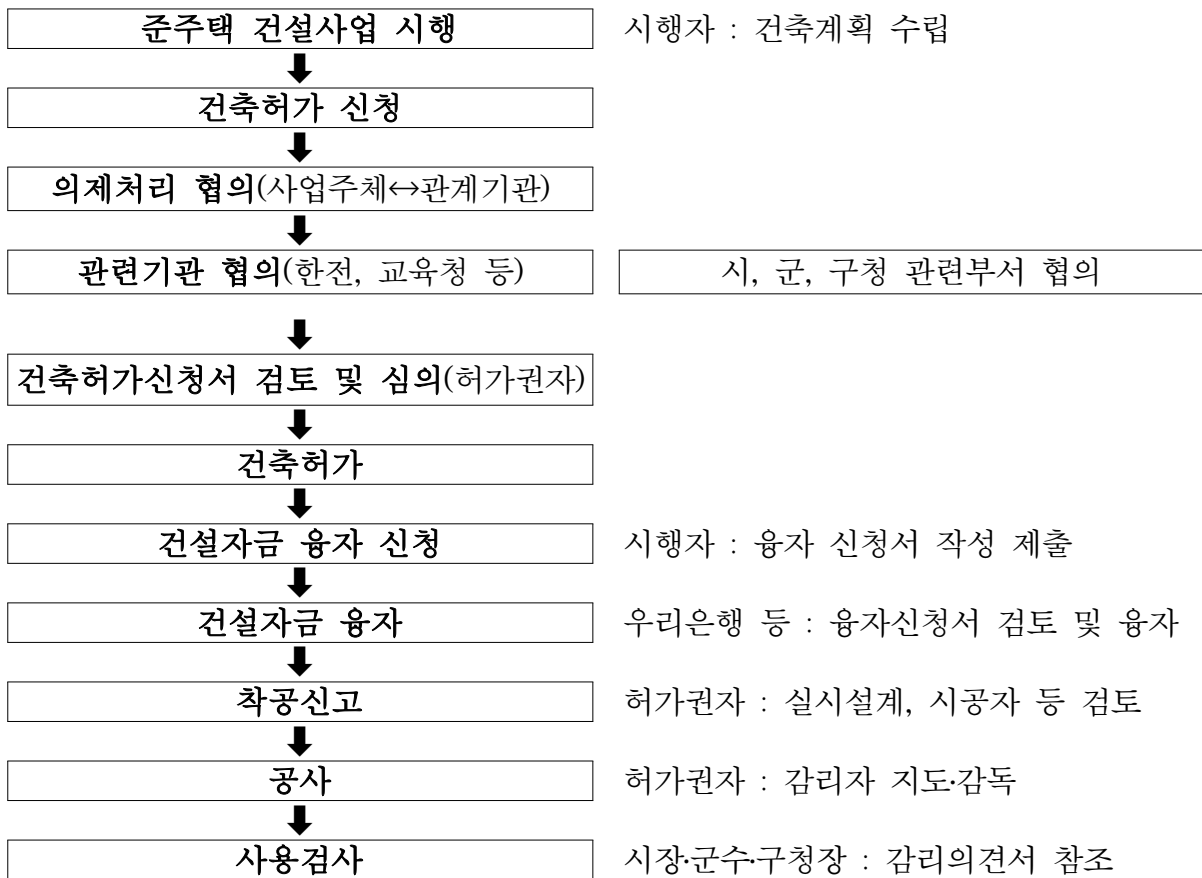 준주택 건설사업 시행 시행자 : 건축계획 수립
건축허가 신청
의제처리 협의(사업주체↔관계기관)
관련기관 협의(한전, 교육청 등) 시, 군, 구청 관련부서 협의
건축허가신청서 검토 및 심의(허가권자)
건축허가
건설자금 융자 신청 시행자 : 융자 신청서 작성 제출
건설자금 융자 우리은행 등 : 융자신청서 검토 및 융자
착공신고 허가권자 : 실시설계, 시공자 등 검토
공사 허가권자 : 감리자 지도·감독
사용검사 시장·군수·구청장 : 감리의견서 참조